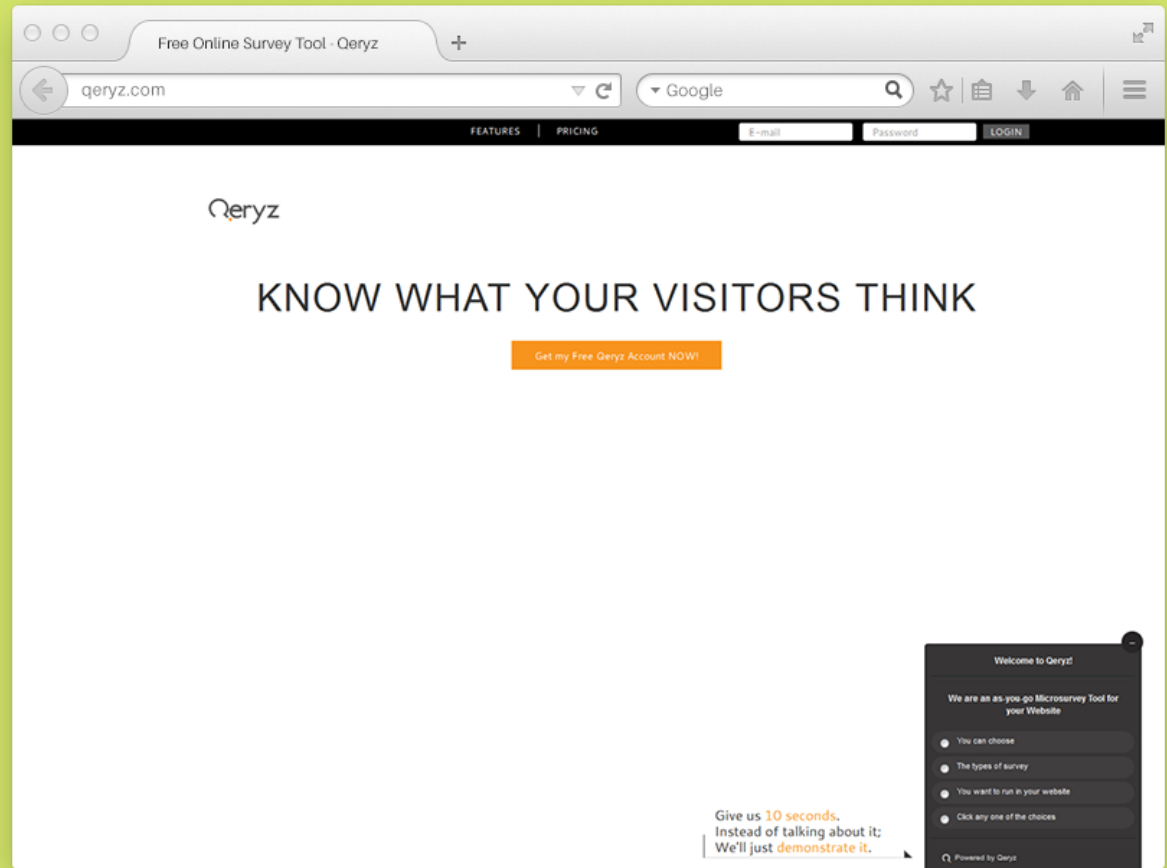 Free Online Survey Tool · Qeryz
qeryz.com
Google
FEATURES | PRICING
E-mail
Password
LOGIN
Qeryz
KNOW WHAT YOUR VISITORS THINK
Get my Free Qeryz Account NOW!
Welcome to Qeryz!
We are an as-you-go Microsurvey Tool for
your Website
You can choose
The types of survey
You want to run in your website
Click any one of the choices
Powered by Qeryz
Give us 10 seconds.
Instead of talking about it;
We'll just demonstrate it.